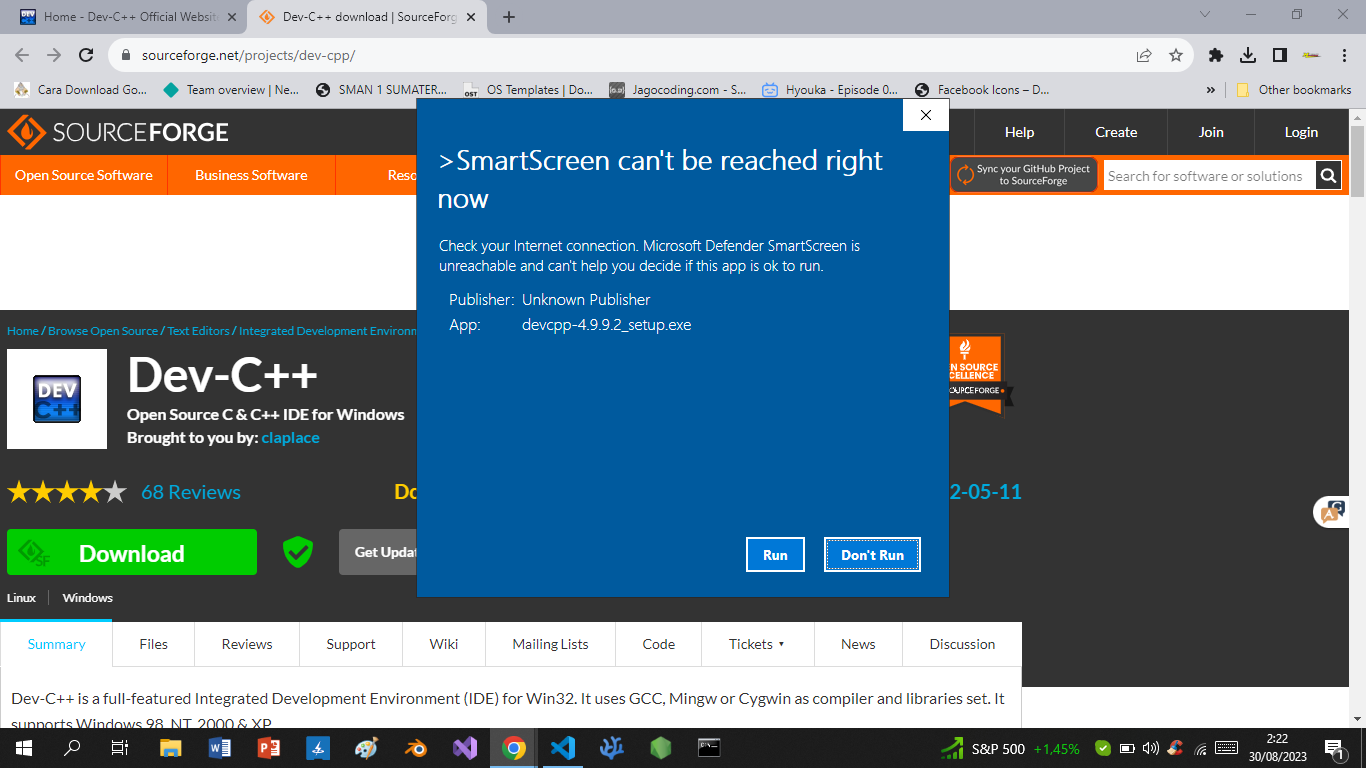 Home - Dev-C++ Official Website
Dev-C++ download | SourceForg
sourceforge.net/projects/dev-cpp/
Cara Download Go...
Team overview | Ne...
SMAN 1 SUMATER...
OS Templates | Do...
Jagocoding.com - S...
Hyouka - Episode 0...
Facebook Icons – D...
»
Other bookmarks
SOURCEFORGE
Help
Create
Join
Login
Open Source Software
Business Software
Reso
Sync your GitHub Project
to SourceForge
Search for software or solutions
>SmartScreen can't be reached right
now
Check your Internet connection. Microsoft Defender SmartScreen is
unreachable and can't help you decide if this app is ok to run.
Publisher: Unknown Publisher
App: devcpp-4.9.9.2_setup.exe
Run
Don't Run
Home / Browse Open Source / Text Editors / Integrated Development Environm
DEV
C++
Dev-C++
Open Source C & C++ IDE for Windows
Brought to you by: claplace
N SOURCE
CELLENCE
SOURCEFORGE
68 Reviews
Do
2-05-11
SF
Download
Get Updat
Linux
Windows
Summary
Files
Reviews
Support
Wiki
Mailing Lists
Code
Tickets ▾
News
Discussion
Dev-C++ is a full-featured Integrated Development Environment (IDE) for Win32. It uses GCC, Mingw or Cygwin as compiler and libraries set. It
supports Windows 98, NT, 2000 & XP.
S&P 500 +1,45%
2:22
30/08/2023
1